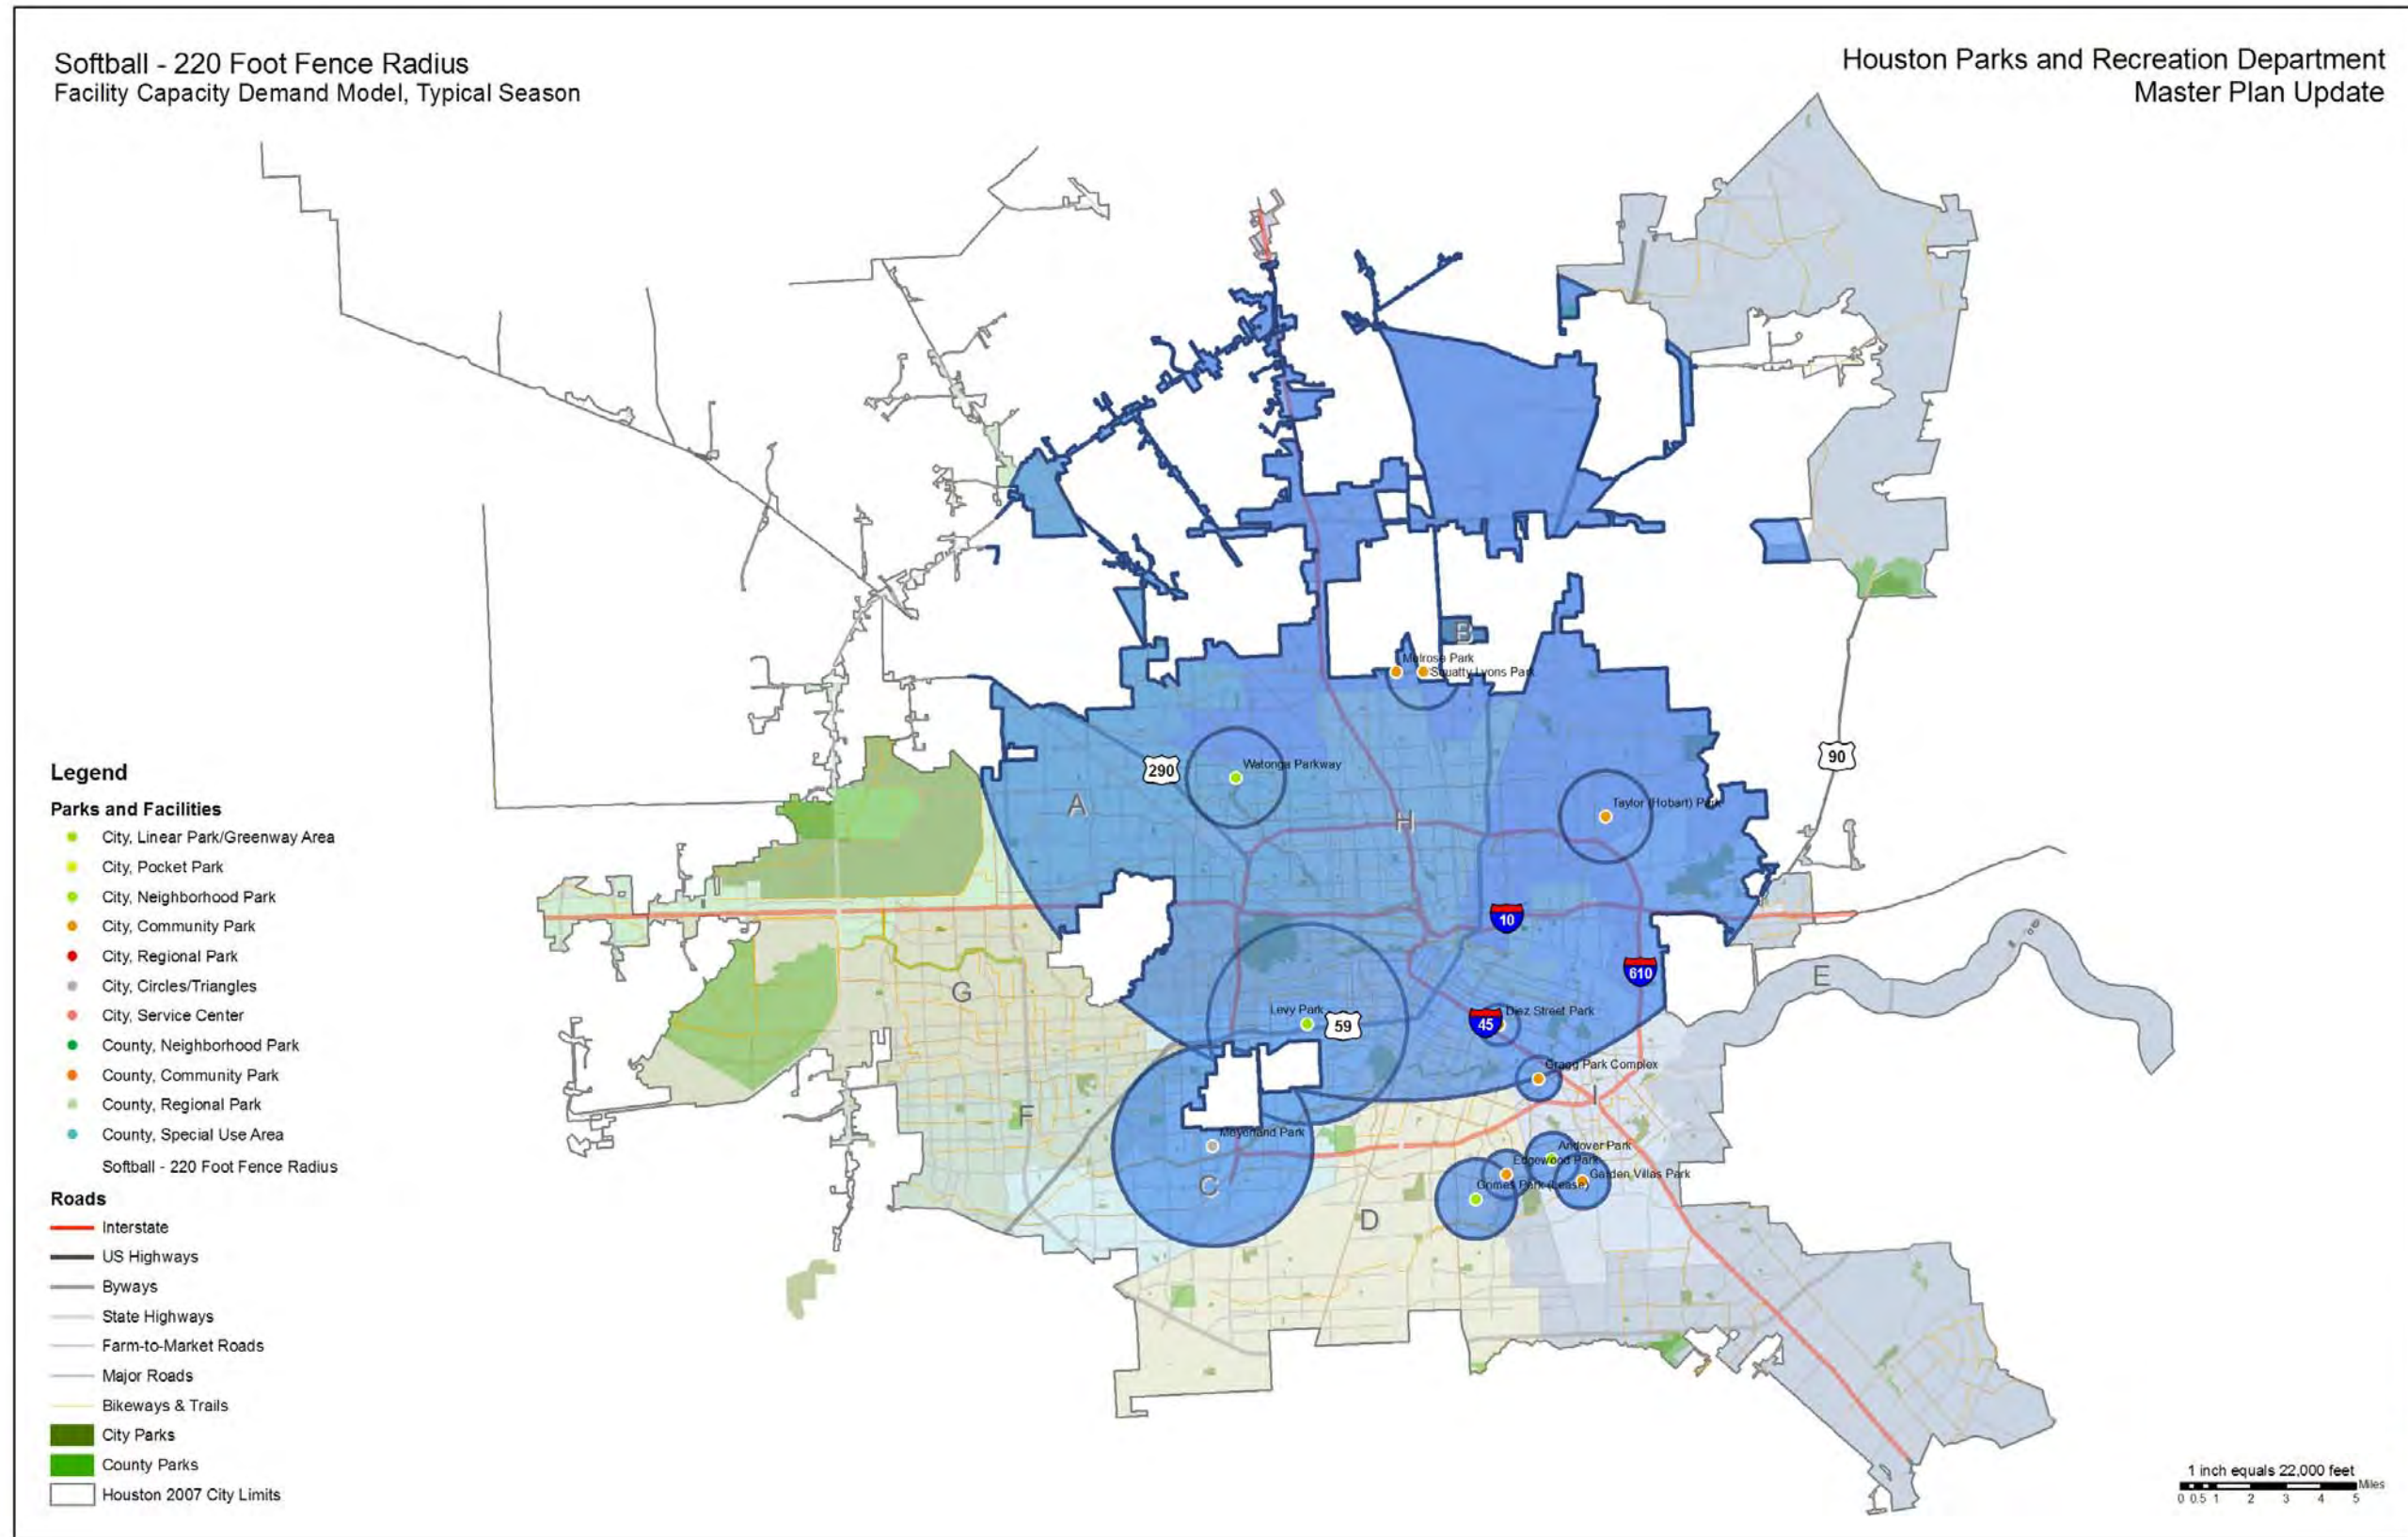 Softball - 220 Foot Fence Radius
Facility Capacity Demand Model, Typical Season
Houston Parks and Recreation Department
Master Plan Update
B
Melrose Park
Squatty Lyons Park
290
Watonga Parkway
90
A
H
Taylor (Hobart) Park
10
610
E
G
Levy Park
59
45
Diez Street Park
Gragg Park Complex
I
F
Meyerland Park
Andover Park
Edgewood Park
Garden Villas Park
Grimes Park (Lease)
C
D
Legend
Parks and Facilities
City, Linear Park/Greenway Area
City, Pocket Park
City, Neighborhood Park
City, Community Park
City, Regional Park
City, Circles/Triangles
City, Service Center
County, Neighborhood Park
County, Community Park
County, Regional Park
County, Special Use Area
Softball - 220 Foot Fence Radius
Roads
Interstate
US Highways
Byways
State Highways
Farm-to-Market Roads
Major Roads
Bikeways & Trails
City Parks
County Parks
Houston 2007 City Limits
1 inch equals 22,000 feet
Miles
0 0.5 1 2 3 4 5